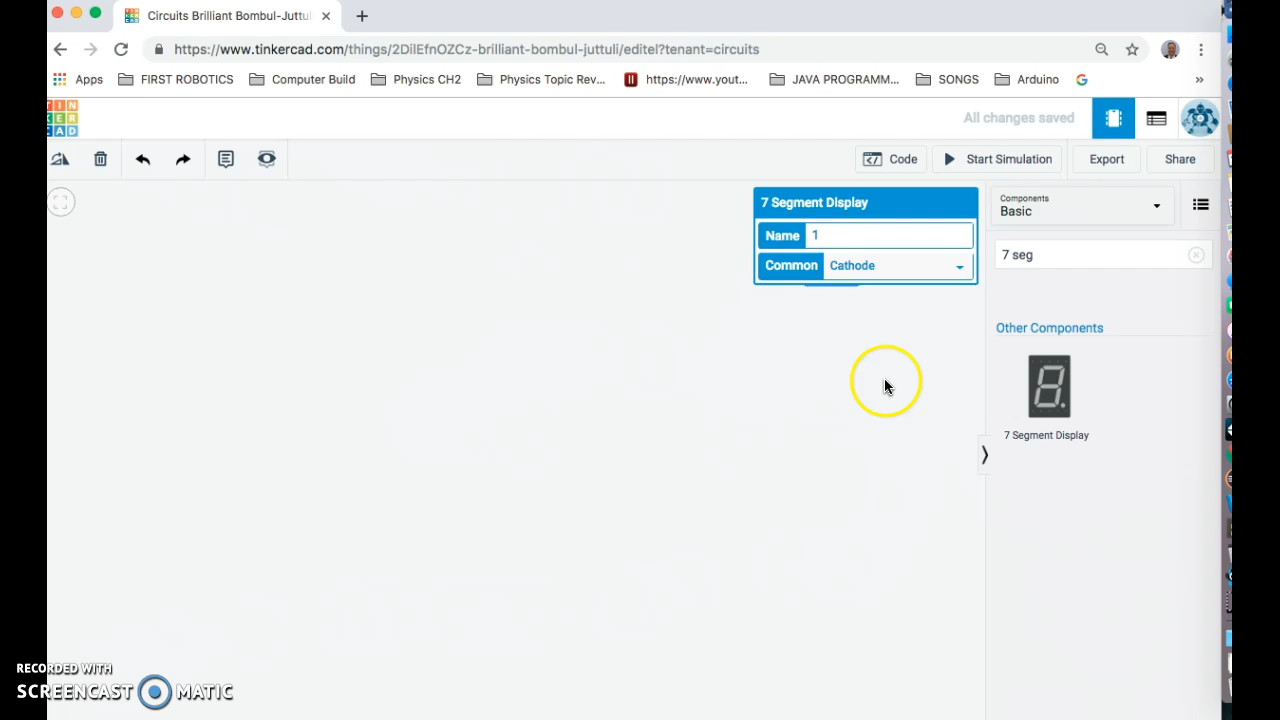 Circuits Brilliant Bombul-Juttul
https://www.tinkercad.com/things/2DilEfnOZCz-brilliant-bombul-juttuli/editel?tenant=circuits
Apps FIRST ROBOTICS Computer Build Physics CH2 Physics Topic Rev... https://www.yout... JAVA PROGRAMM... SONGS Arduino »
TIN
KER
CAD
All changes saved
Code Start Simulation Export Share
7 Segment Display
Name 1
Common Cathode
Components
Basic
7 seg
Other Components
7 Segment Display
RECORDED WITH
SCREENCAST MATIC